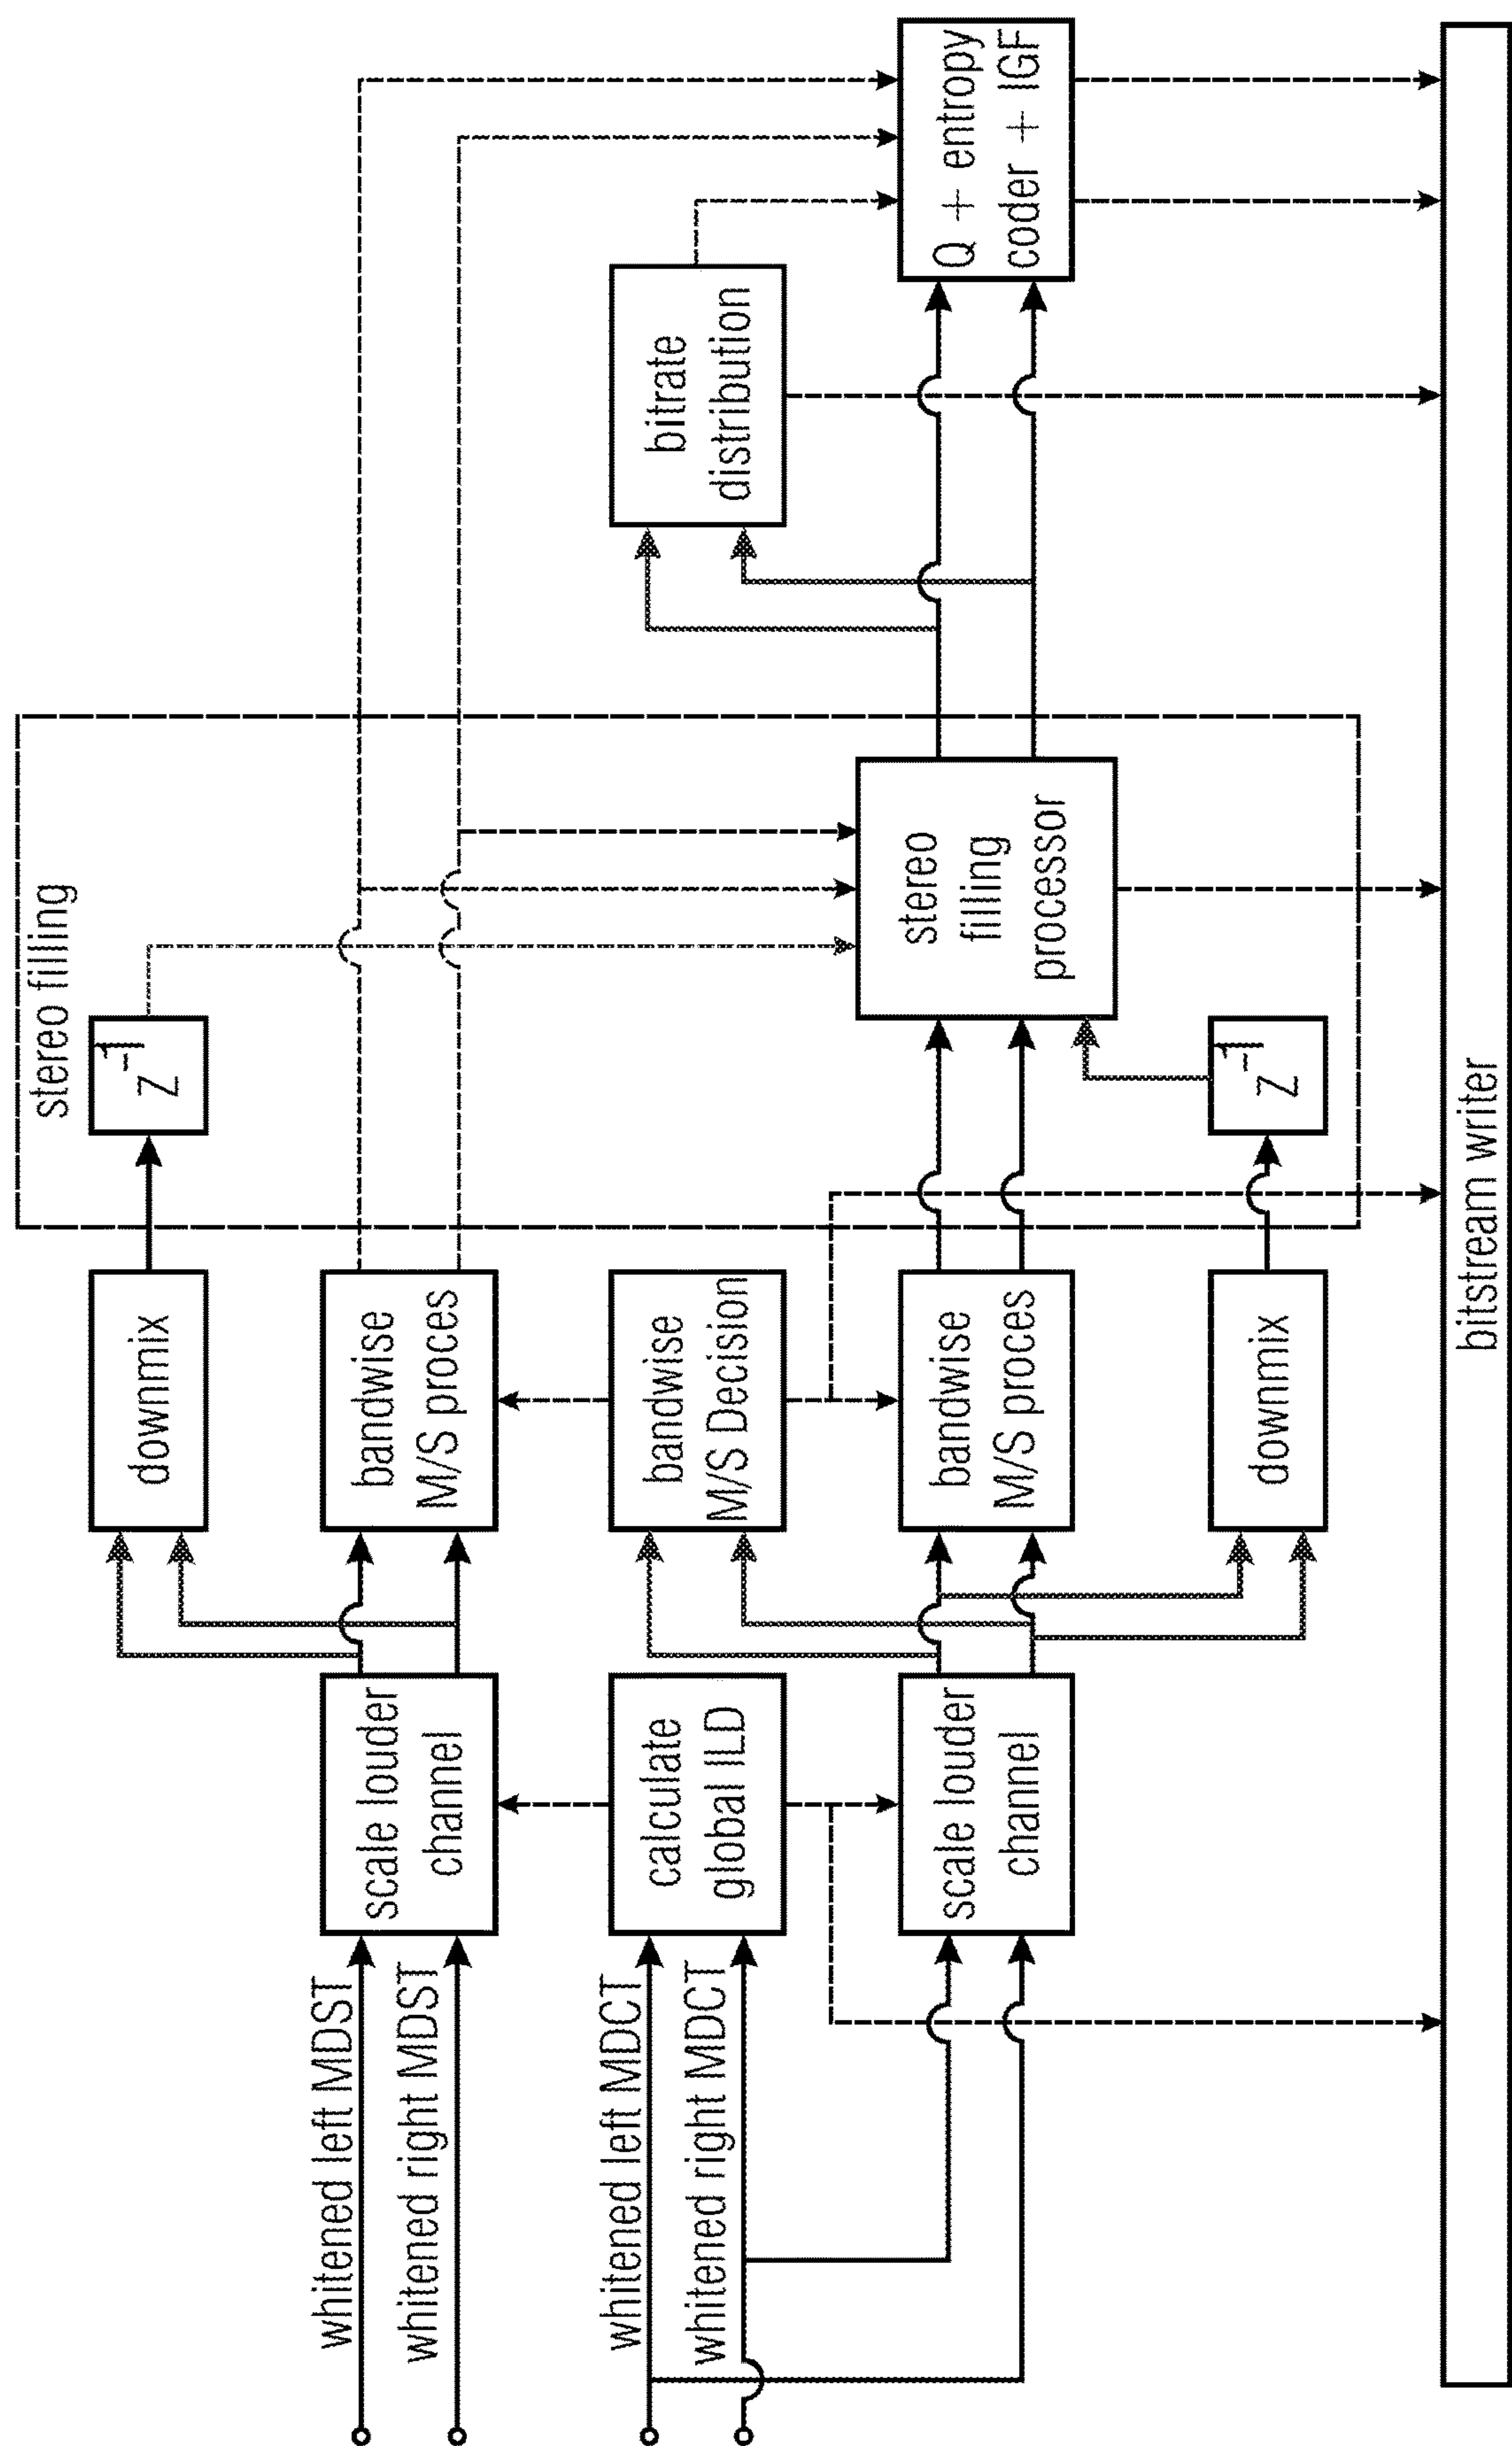 whitened left MDST
whitened right MDST
whitened left MDCT
whitened right MDCT
scale louder
channel
calculate
global ILD
scale louder
channel
downmix
bandwise
M/S proces
bandwise
M/S Decision
bandwise
M/S proces
downmix
stereo filling
z⁻¹
z⁻¹
stereo
filling
processor
bitrate
distribution
Q + entropy
coder + IGF
bitstream writer